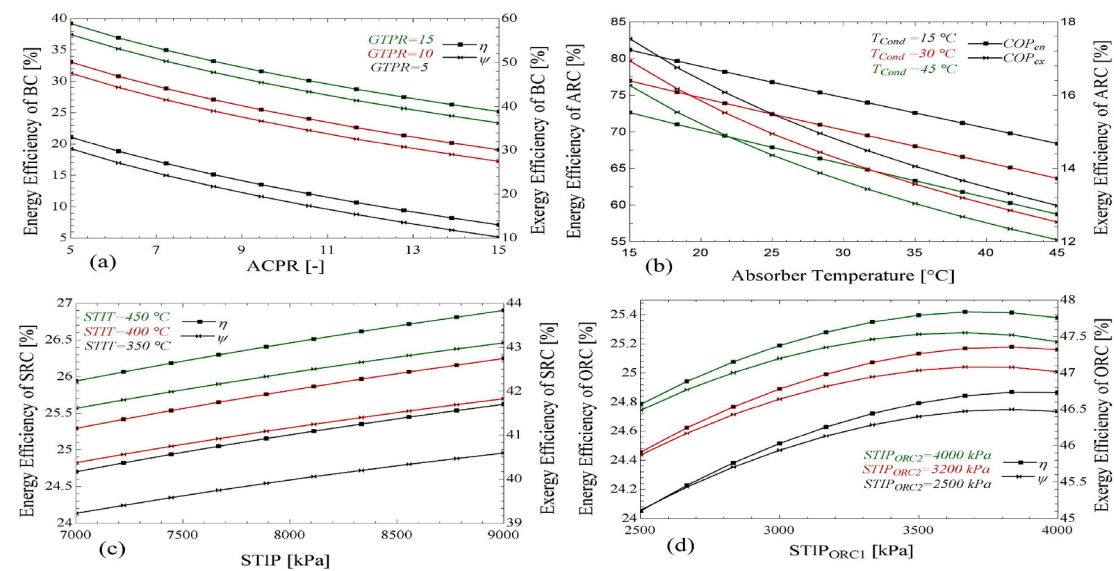 40
35
30
25
20
15
10
5
Energy Efficiency of BC [%]
GTPR=15
GTPR=10
GTPR=5
η
ψ
60
50
40
30
20
10
Exergy Efficiency of BC [%]
5 7 9 11 13 15
(a)
ACPR [-]
85
80
75
70
65
60
55
Energy Efficiency of ARC [%]
T_Cond =15 °C
T_Cond =30 °C
T_Cond =45 °C
COP_en
COP_ex
18
16
14
12
Exergy Efficiency of ARC [%]
15 20 25 30 35 40 45
(b)
Absorber Temperature [°C]
27
26.5
26
25.5
25
24.5
24
Energy Efficiency of SRC [%]
STIT=450 °C
STIT=400 °C
STIT=350 °C
η
ψ
44
43
42
41
40
39
Exergy Efficiency of SRC [%]
7000 7500 8000 8500 9000
(c)
STIP [kPa]
25.4
25.2
25
24.8
24.6
24.4
24.2
24
Energy Efficiency of ORC [%]
STIP_ORC2=4000 kPa
STIP_ORC2=3200 kPa
STIP_ORC2=2500 kPa
η
ψ
48
47.5
47
46.5
46
45.5
45
Exergy Efficiency of ORC [%]
2500 3000 3500 4000
STIP_ORC1 [kPa]
(d)